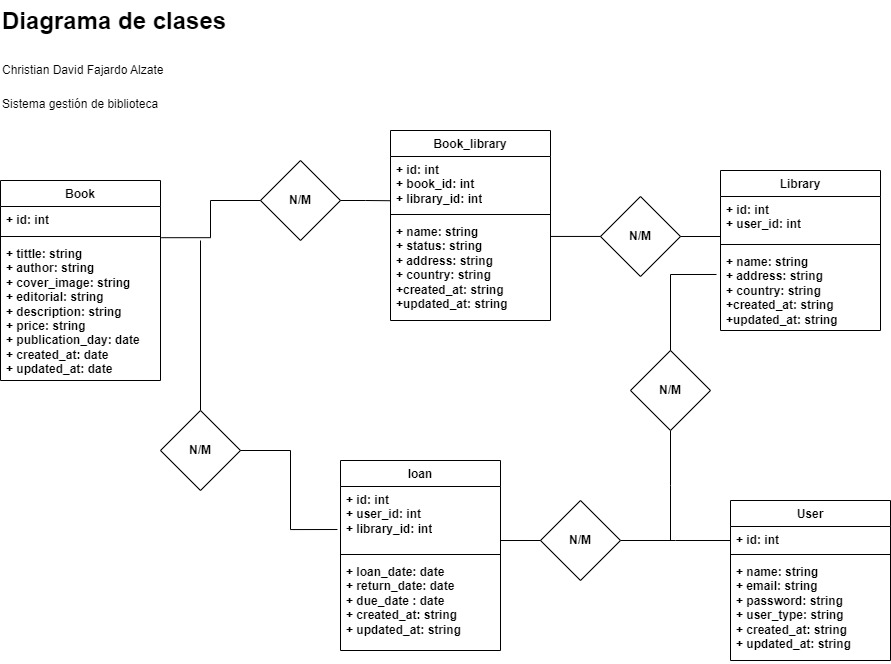 Diagrama de clases
Christian David Fajardo Alzate
Sistema gestión de biblioteca
Book
+ id: int
+ tittle: string
+ author: string
+ cover_image: string
+ editorial: string
+ description: string
+ price: string
+ publication_day: date
+ created_at: date
+ updated_at: date
N/M
Book_library
+ id: int
+ book_id: int
+ library_id: int
+ name: string
+ status: string
+ address: string
+ country: string
+created_at: string
+updated_at: string
N/M
Library
+ id: int
+ user_id: int
+ name: string
+ address: string
+ country: string
+created_at: string
+updated_at: string
N/M
N/M
loan
+ id: int
+ user_id: int
+ library_id: int
+ loan_date: date
+ return_date: date
+ due_date : date
+ created_at: string
+ updated_at: string
N/M
User
+ id: int
+ name: string
+ email: string
+ password: string
+ user_type: string
+ created_at: string
+ updated_at: string